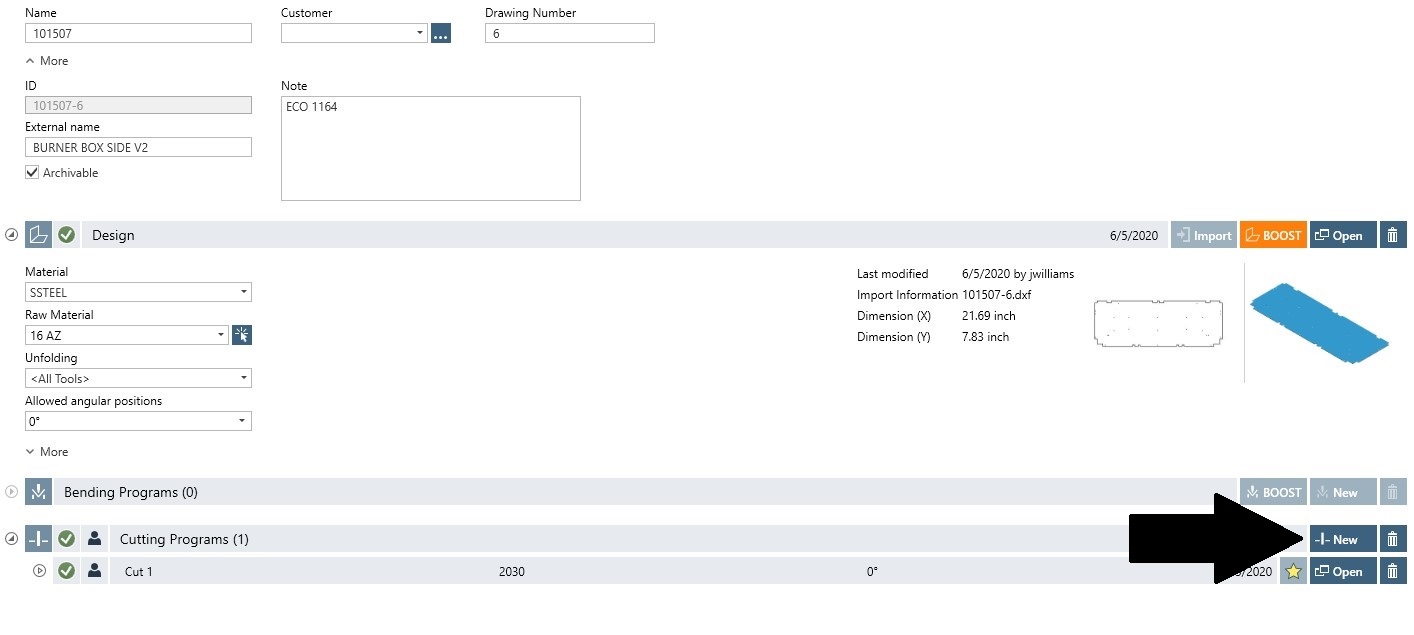 Name Customer Drawing Number
101507 ... 6
More
ID Note
101507-6 ECO 1164
External name
BURNER BOX SIDE V2
Archivable
Design 6/5/2020 Import BOOST Open
Material
SSTEEL
Raw Material
16 AZ
Unfolding
<All Tools>
Allowed angular positions
0°
More
Last modified 6/5/2020 by jwilliams
Import Information 101507-6.dxf
Dimension (X) 21.69 inch
Dimension (Y) 7.83 inch
Bending Programs (0) BOOST New
Cutting Programs (1) New
Cut 1 2030 0° /2020 Open